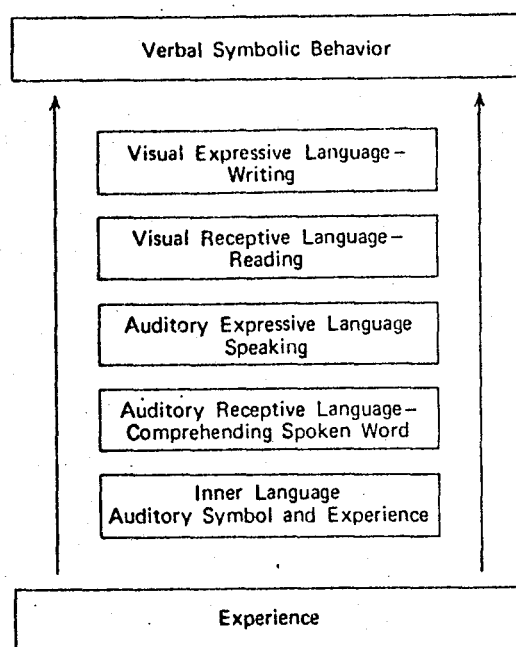 Verbal Symbolic Behavior
Visual Expressive Language–
Writing
Visual Receptive Language–
Reading
Auditory Expressive Language
Speaking
Auditory Receptive Language–
Comprehending Spoken Word
Inner Language
Auditory Symbol and Experience
Experience